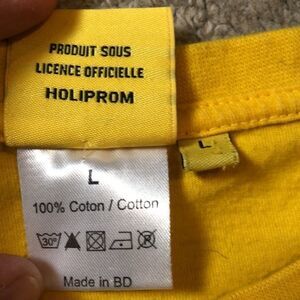 PRODUIT SOUS
LICENCE OFFICIELLE
HOLIPROM
L
L
100% Coton / Cotton
30°
Made in BD